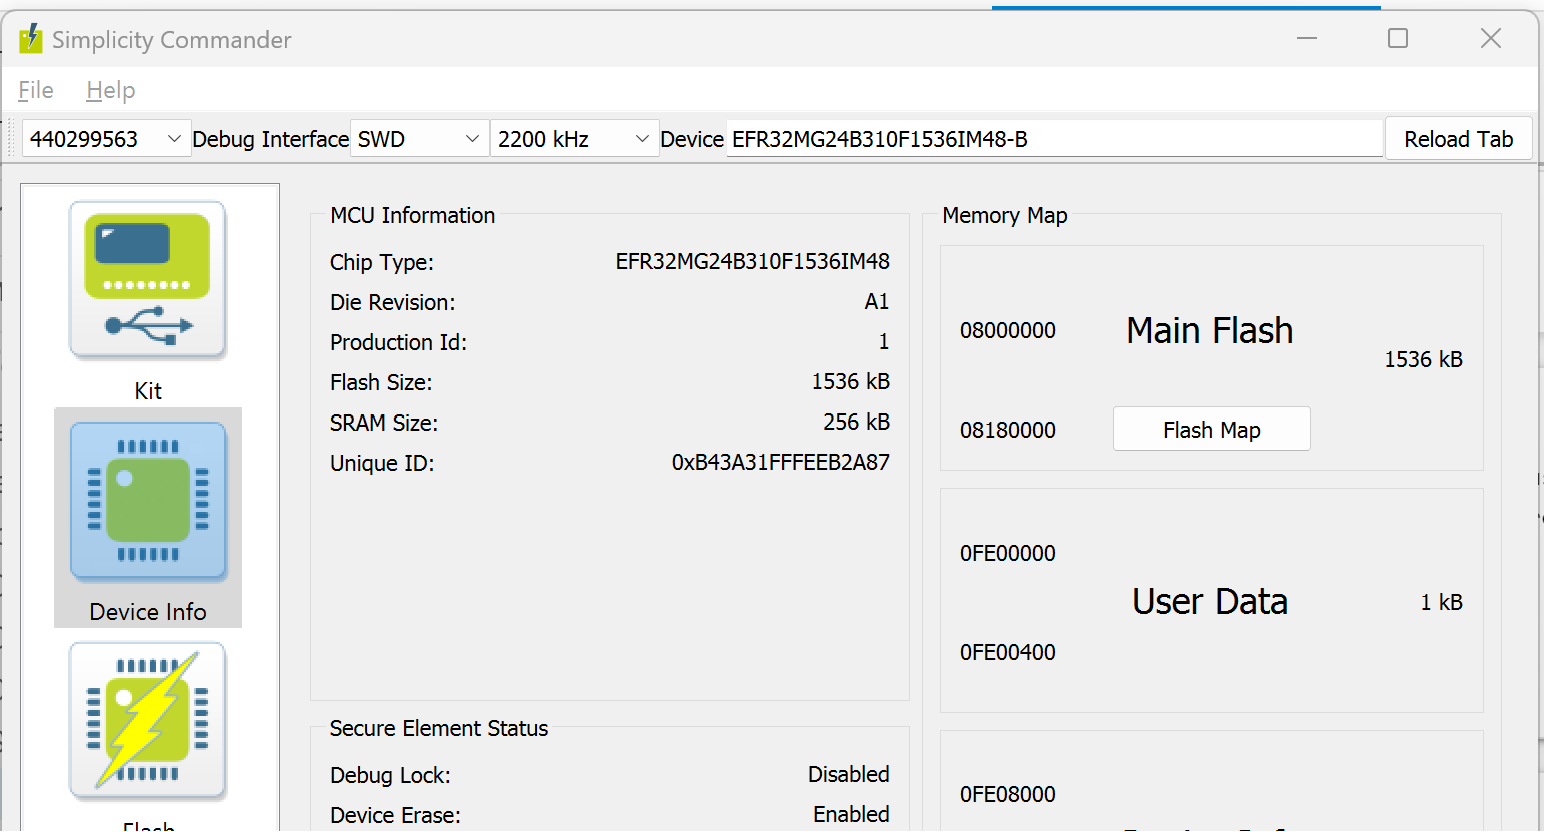 Simplicity Commander
File Help
440299563 Debug Interface SWD 2200 kHz Device EFR32MG24B310F1536IM48-B Reload Tab
Kit
Device Info
Flash
MCU Information
Chip Type: EFR32MG24B310F1536IM48
Die Revision: A1
Production Id: 1
Flash Size: 1536 kB
SRAM Size: 256 kB
Unique ID: 0xB43A31FFFEEB2A87
Secure Element Status
Debug Lock: Disabled
Device Erase: Enabled
Memory Map
08000000 Main Flash
1536 kB
08180000 Flash Map
0FE00000
User Data 1 kB
0FE00400
0FE08000